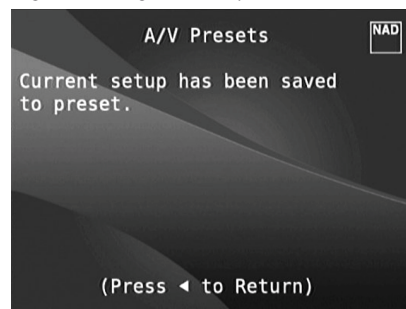 A/V Presets
NAD
Current setup has been saved
to preset.
(Press ◄ to Return)